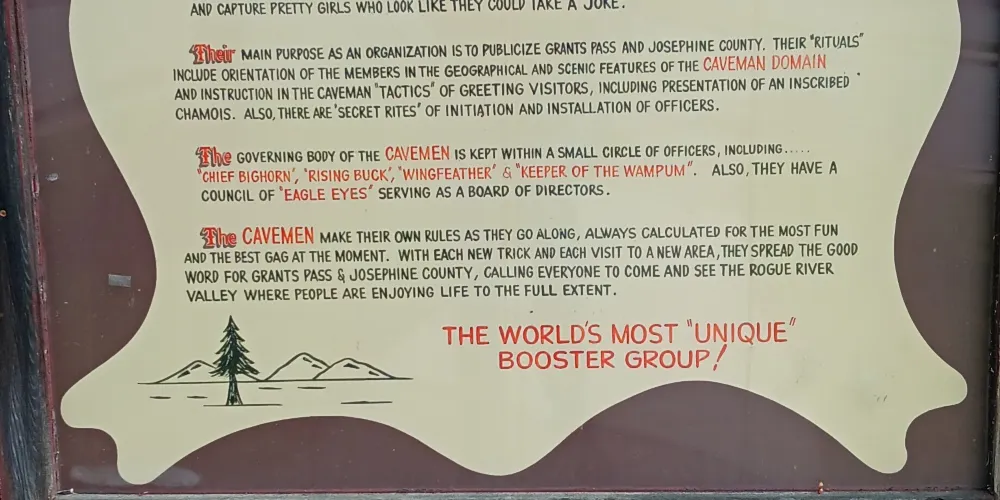 AND CAPTURE PRETTY GIRLS WHO LOOK LIKE THEY COULD TAKE A JOKE.
Their MAIN PURPOSE AS AN ORGANIZATION IS TO PUBLICIZE GRANTS PASS AND JOSEPHINE COUNTY. THEIR "RITUALS"
INCLUDE ORIENTATION OF THE MEMBERS IN THE GEOGRAPHICAL AND SCENIC FEATURES OF THE CAVEMAN DOMAIN
AND INSTRUCTION IN THE CAVEMAN "TACTICS" OF GREETING VISITORS, INCLUDING PRESENTATION OF AN INSCRIBED
CHAMOIS. ALSO, THERE ARE "SECRET RITES" OF INITIATION AND INSTALLATION OF OFFICERS.
The GOVERNING BODY OF THE CAVEMEN IS KEPT WITHIN A SMALL CIRCLE OF OFFICERS, INCLUDING.....
"CHIEF BIGHORN", "RISING BUCK", "WINGFEATHER" & "KEEPER OF THE WAMPUM". ALSO, THEY HAVE A
COUNCIL OF "EAGLE EYES" SERVING AS A BOARD OF DIRECTORS.
The CAVEMEN MAKE THEIR OWN RULES AS THEY GO ALONG, ALWAYS CALCULATED FOR THE MOST FUN
AND THE BEST GAG AT THE MOMENT. WITH EACH NEW TRICK AND EACH VISIT TO A NEW AREA, THEY SPREAD THE GOOD
WORD FOR GRANTS PASS & JOSEPHINE COUNTY, CALLING EVERYONE TO COME AND SEE THE ROGUE RIVER
VALLEY WHERE PEOPLE ARE ENJOYING LIFE TO THE FULL EXTENT.
THE WORLD'S MOST "UNIQUE"
BOOSTER GROUP!